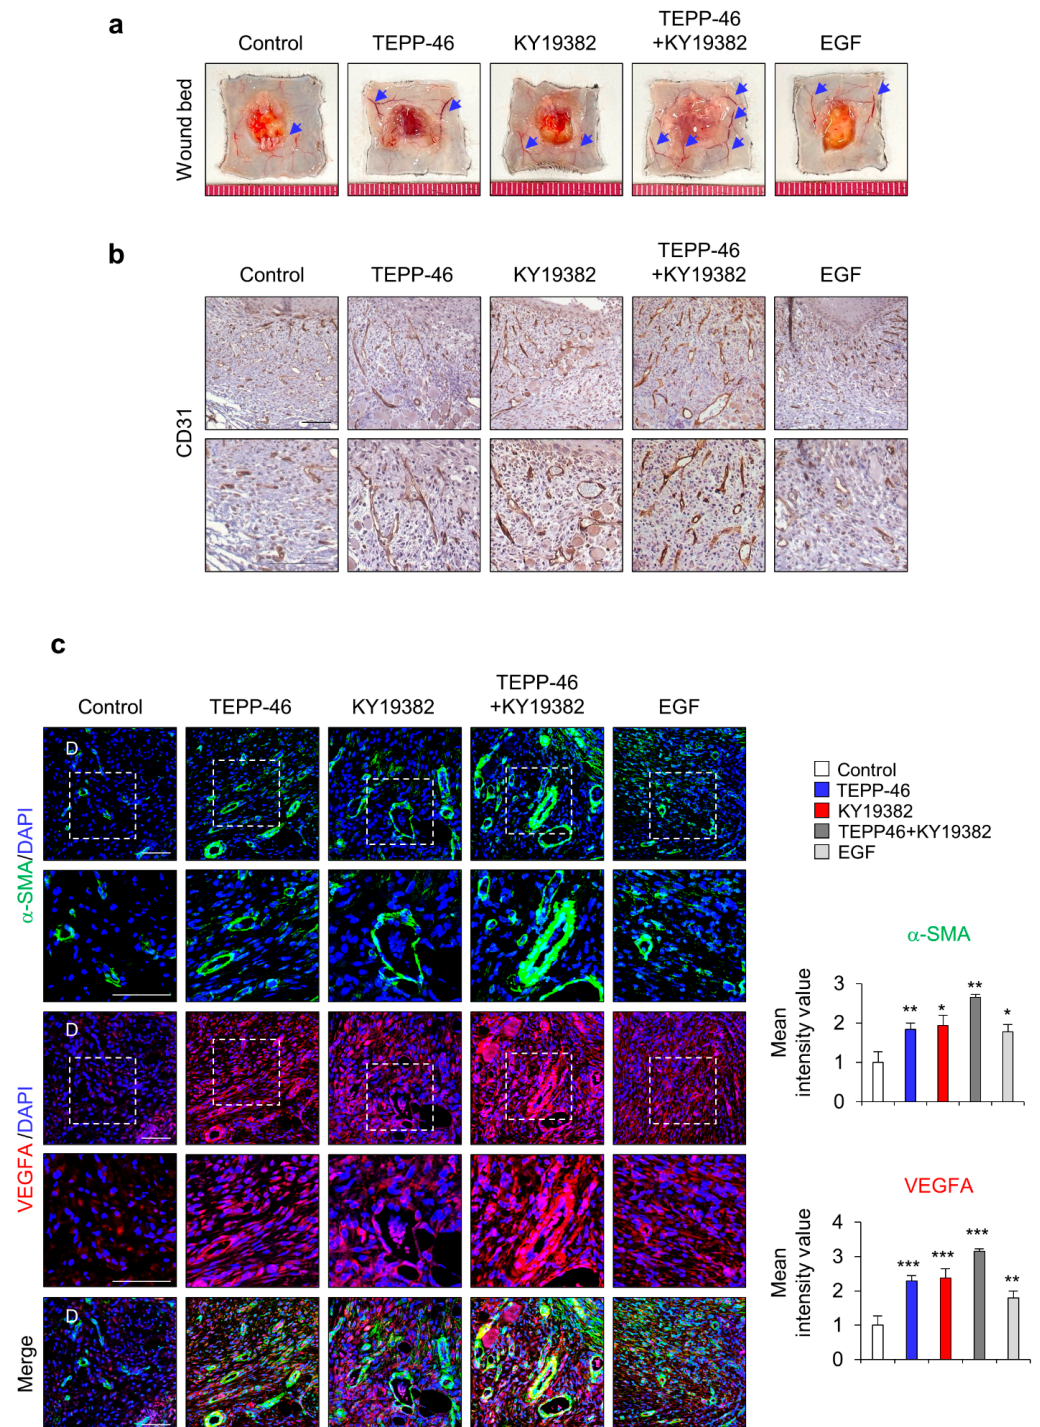 a
Control
TEPP-46
KY19382
TEPP-46
+KY19382
EGF
Wound bed
b
Control
TEPP-46
KY19382
TEPP-46
+KY19382
EGF
CD31
c
Control
TEPP-46
KY19382
TEPP-46
+KY19382
EGF
D
α-SMA/DAPI
D
VEGFA/DAPI
D
Merge
Control
TEPP-46
KY19382
TEPP46+KY19382
EGF
α-SMA
Mean
intensity value
3
2
1
0
**
*
**
*
VEGFA
Mean
intensity value
4
3
2
1
0
***
***
***
**